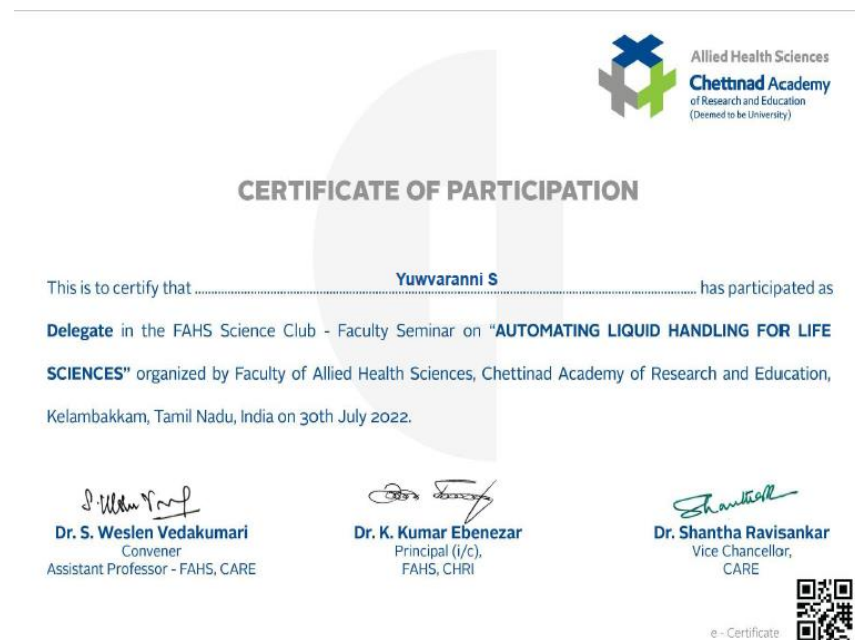 Allied Health Sciences
Chettinad Academy
of Research and Education
(Deemed to be University)
CERTIFICATE OF PARTICIPATION
This is to certify that Yuwvaranni S has participated as
Delegate in the FAHS Science Club - Faculty Seminar on "AUTOMATING LIQUID HANDLING FOR LIFE
SCIENCES" organized by Faculty of Allied Health Sciences, Chettinad Academy of Research and Education,
Kelambakkam, Tamil Nadu, India on 30th July 2022.
Dr. S. Weslen Vedakumari
Convener
Assistant Professor - FAHS, CARE
Dr. K. Kumar Ebenezar
Principal (i/c),
FAHS, CHRI
Shantha R
Dr. Shantha Ravisankar
Vice Chancellor,
CARE
e - Certificate